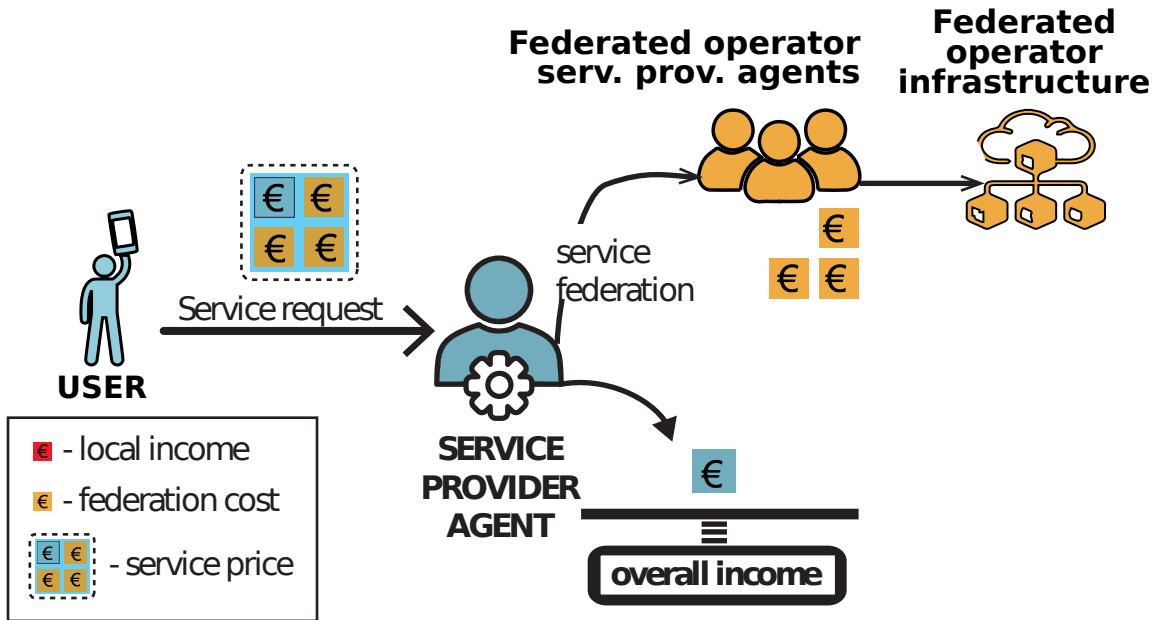 Federated operator
serv. prov. agents
Federated
operator
infrastructure
€ €
€ €
Service request
USER
service
federation
€
€ €
SERVICE
PROVIDER
AGENT
€
overall income
€ - local income
€ - federation cost
€ €
€ €
- service price